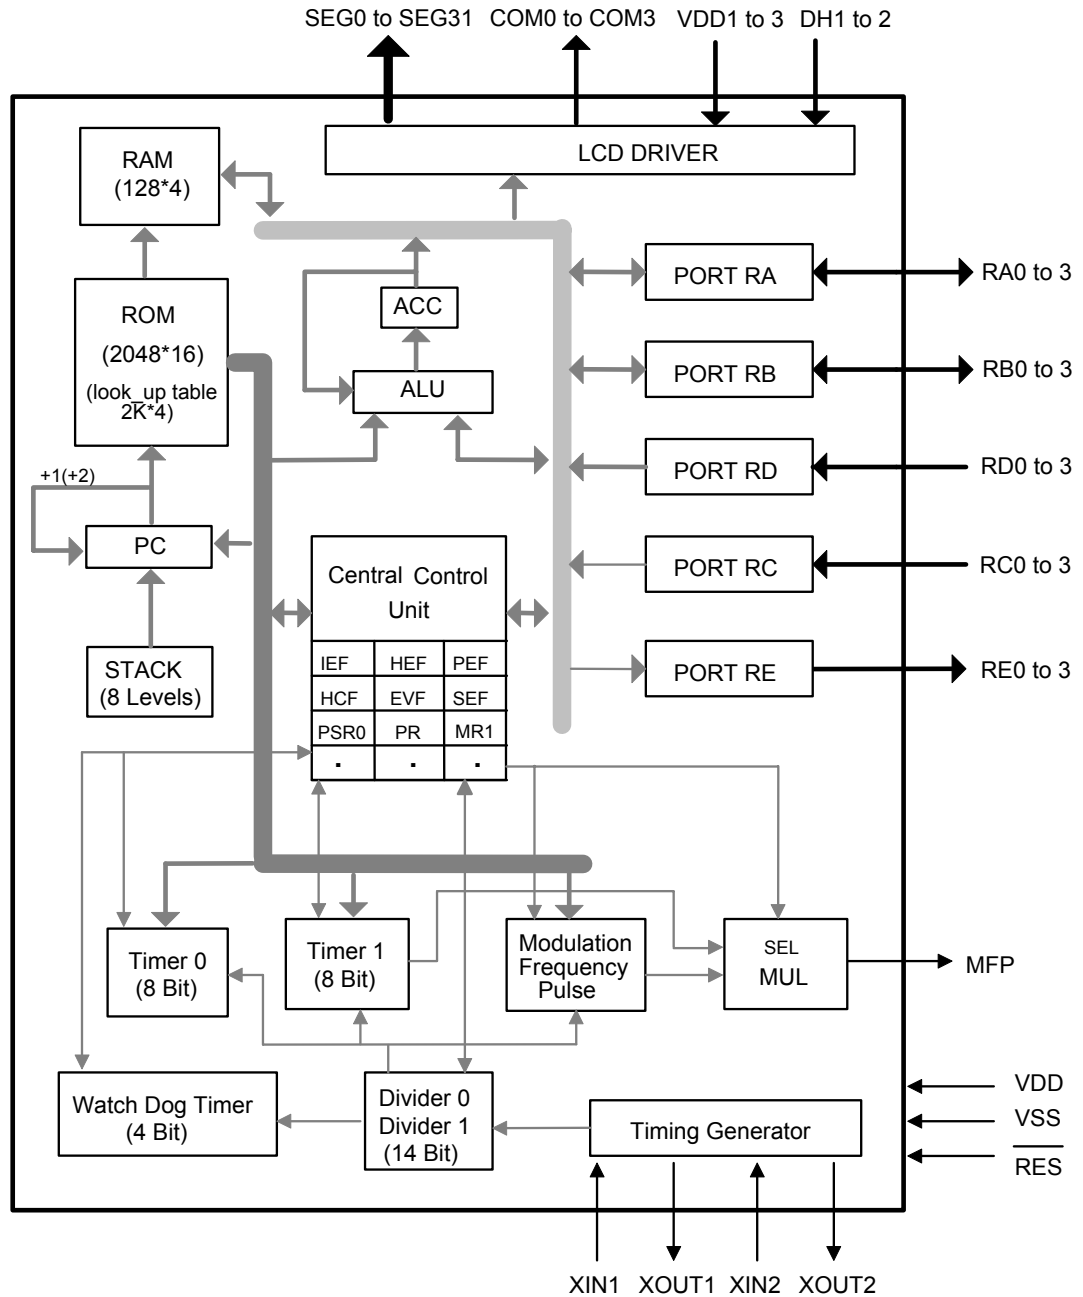 SEG0 to SEG31 COM0 to COM3 VDD1 to 3 DH1 to 2
LCD DRIVER
RAM
(128*4)
ROM
(2048*16)
(look_up table
2K*4)
+1(+2)
PC
STACK
(8 Levels)
ACC
ALU
PORT RA
RA0 to 3
PORT RB
RB0 to 3
PORT RD
RD0 to 3
PORT RC
RC0 to 3
PORT RE
RE0 to 3
Central Control
Unit
IEF HEF PEF
HCF EVF SEF
PSR0 PR MR1
. . .
Timer 0
(8 Bit)
Timer 1
(8 Bit)
Modulation
Frequency
Pulse
SEL
MUL
MFP
Watch Dog Timer
(4 Bit)
Divider 0
Divider 1
(14 Bit)
Timing Generator
VDD
VSS
RES
XIN1 XOUT1 XIN2 XOUT2